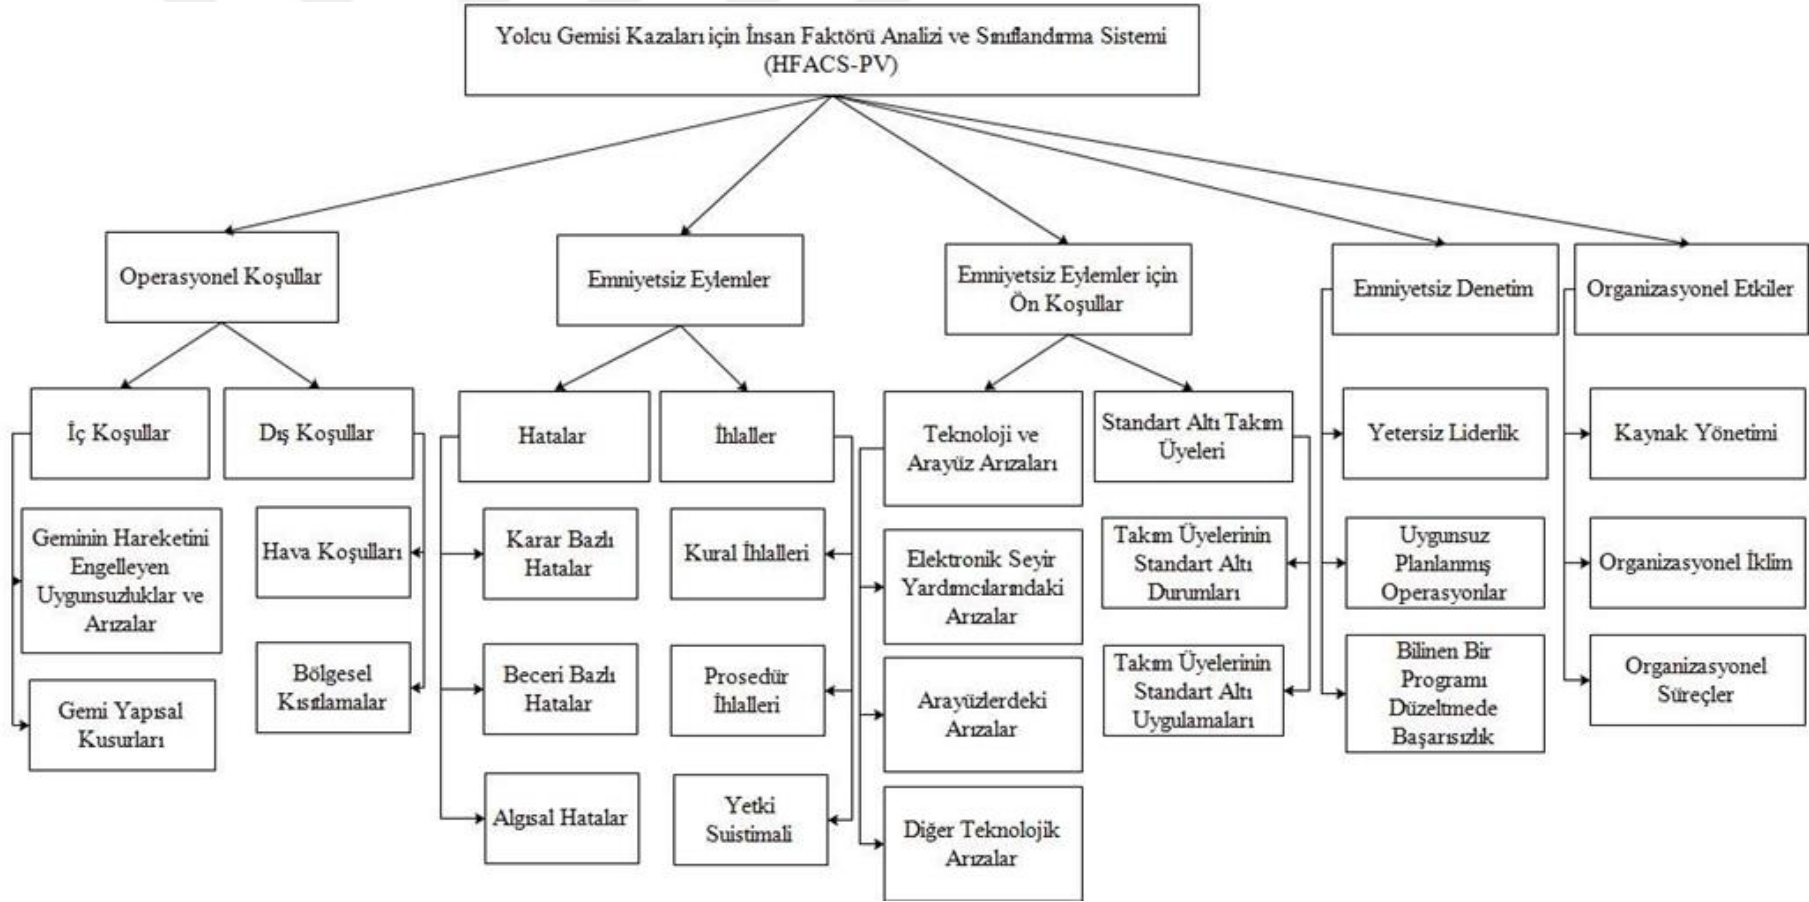 Yolcu Gemisi Kazaları için İnsan Faktörü Analizi ve Sınıflandırma Sistemi
(HFACS-PV)
Operasyonel Koşullar
Emniyetsiz Eylemler
Emniyetsiz Eylemler için
Ön Koşullar
Emniyetsiz Denetim
Organizasyonel Etkiler
İç Koşullar
Dış Koşullar
Hatalar
İhlaller
Teknoloji ve
Arayüz Arızaları
Standart Altı Takım
Üyeleri
Yetersiz Liderlik
Kaynak Yönetimi
Geminin Hareketini
Engelleyen
Uygunsuzluklar ve
Arızalar
Hava Koşulları
Karar Bazlı
Hatalar
Kural İhlalleri
Elektronik Seyir
Yardımcılarındaki
Arızalar
Takım Üyelerinin
Standart Altı
Durumları
Uygunsuz
Planlanmış
Operasyonlar
Organizasyonel İklim
Gemi Yapısal
Kusurları
Bölgesel
Kısıtlamalar
Beceri Bazlı
Hatalar
Prosedür
İhlalleri
Arayüzlerdeki
Arızalar
Takım Üyelerinin
Standart Altı
Uygulamaları
Bilinen Bir
Programı
Düzeltmede
Başarısızlık
Organizasyonel
Süreçler
Algısal Hatalar
Yetki
Suistimali
Diğer Teknolojik
Arızalar